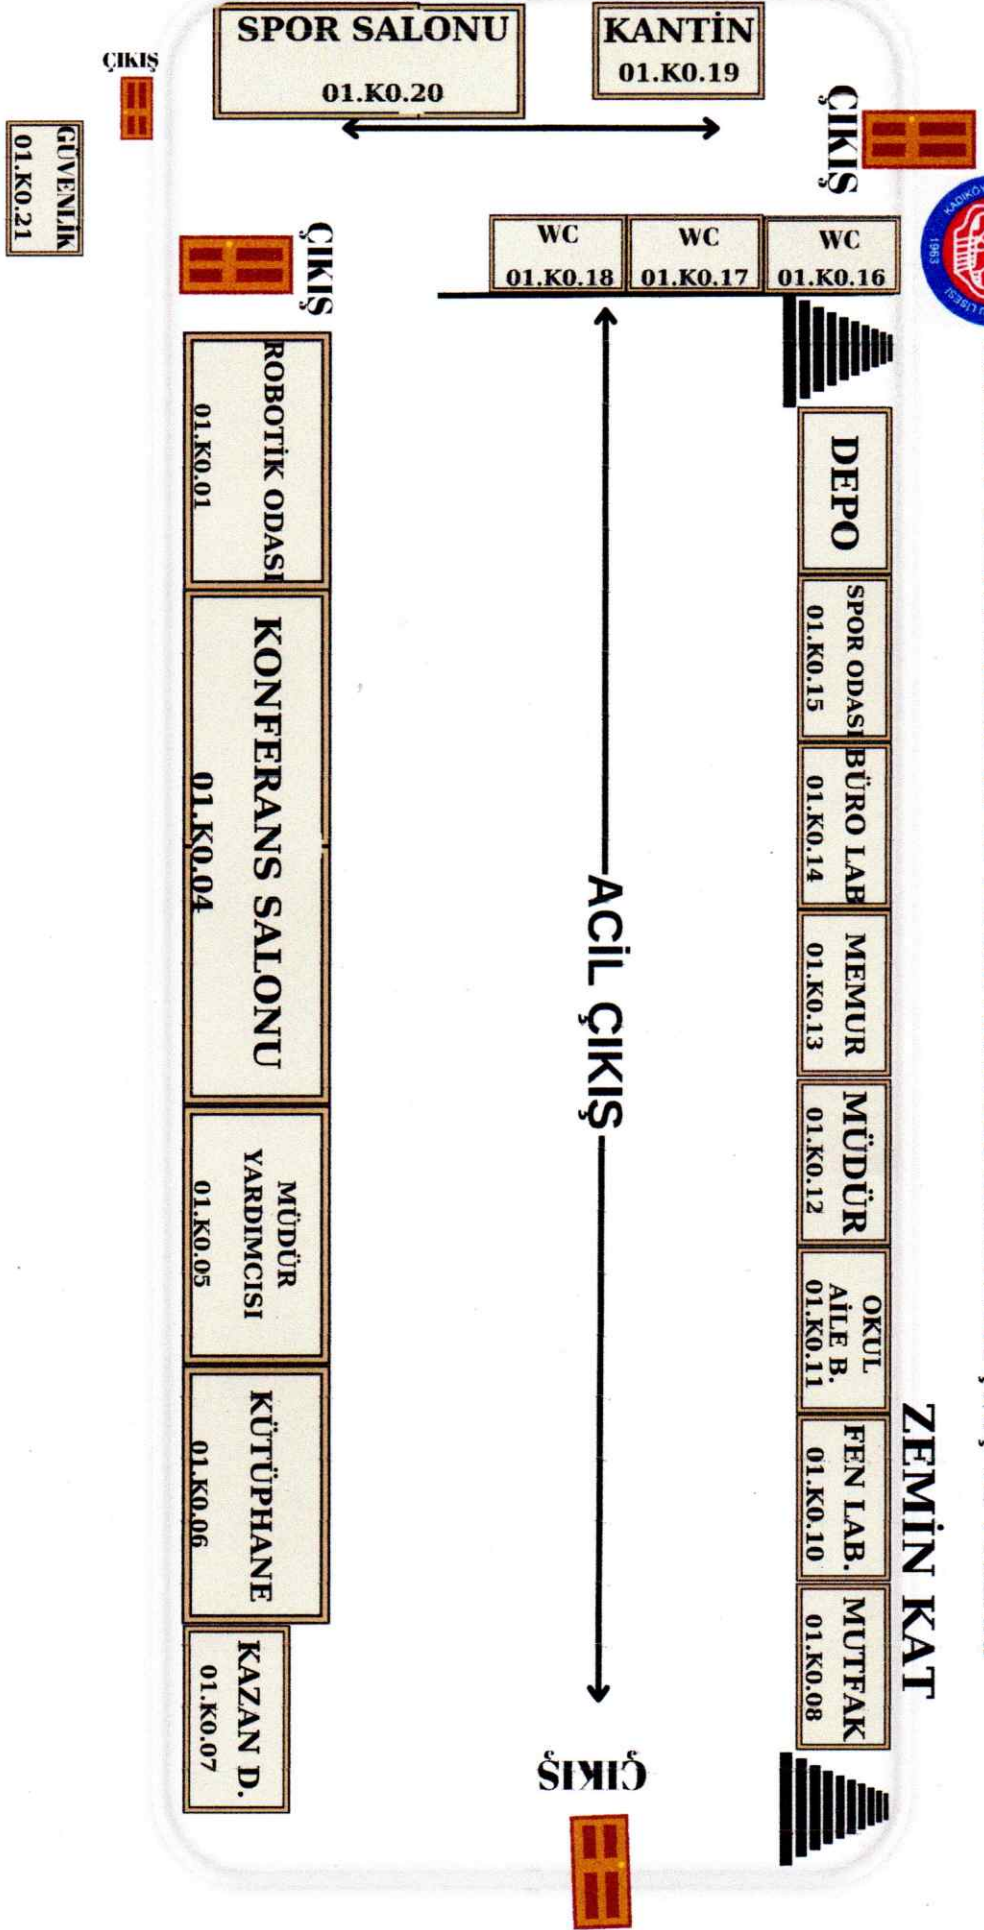 SPOR SALONU
01.K0.20
KANTİN
01.K0.19
ÇIKIŞ
GÜVENLİK
01.K0.21
ÇIKIŞ
ÇIKIŞ
KADIKÖY
1963
LİSESİ
WC
01.K0.18
WC
01.K0.17
WC
01.K0.16
ROBOTİK ODASI
01.K0.01
KONFERANS SALONU
01.K0.04
MÜDÜR
YARDIMCISI
01.K0.05
KÜTÜPHANE
01.K0.06
KAZAN D.
01.K0.07
ACİL ÇIKIŞ
ÇIKIŞ
DEPO
SPOR ODASI
01.K0.15
BÜRO LAB
01.K0.14
MEMUR
01.K0.13
MÜDÜR
01.K0.12
OKUL
AİLE B.
01.K0.11
FEN LAB.
01.K0.10
MUTFAK
01.K0.08
ZEMİN KAT